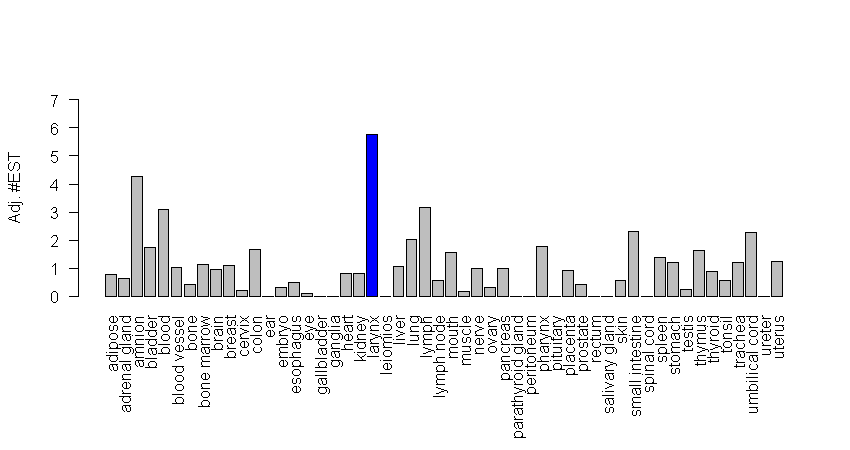 Adj. #EST
7
6
5
4
3
2
1
0
adipose
adrenal gland
amnion
bladder
blood
blood vessel
bone
bone marrow
brain
breast
cervix
colon
ear
embryo
esophagus
eye
gallbladder
ganglia
heart
kidney
larynx
leiomios
liver
lung
lymph
lymph node
mouth
muscle
nerve
ovary
pancreas
parathyroid gland
peritoneum
pharynx
pituitary
placenta
prostate
rectum
salivary gland
skin
small intestine
spinal cord
spleen
stomach
testis
thymus
thyroid
tonsil
trachea
umbilical cord
ureter
uterus